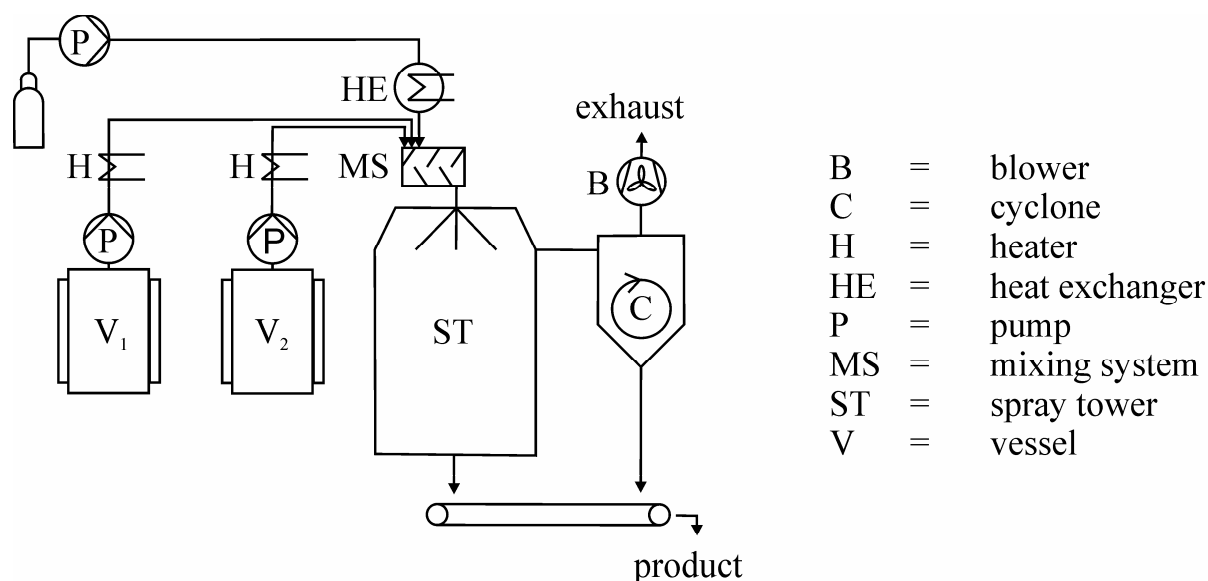 P
HE
exhaust
H
H
MS
B
P
P
V₁
V₂
ST
C
product
B = blower
C = cyclone
H = heater
HE = heat exchanger
P = pump
MS = mixing system
ST = spray tower
V = vessel